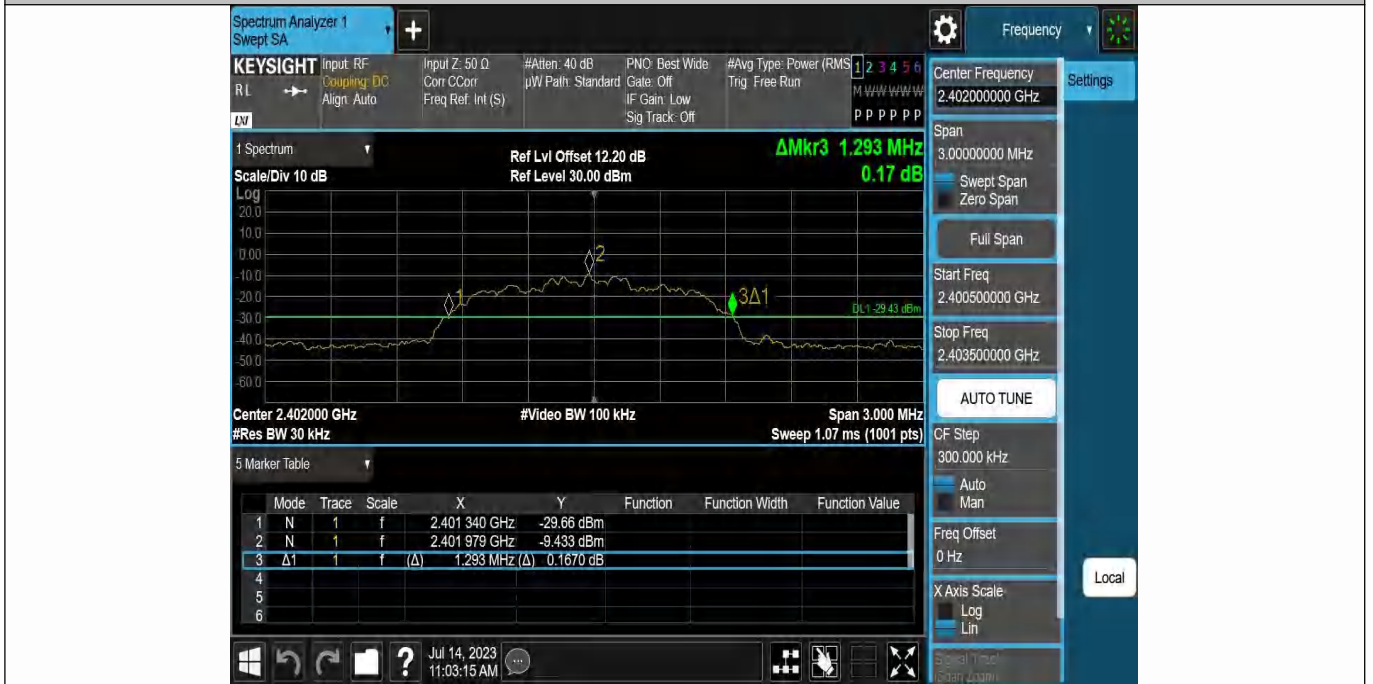 Spectrum Analyzer 1
Swept SA
+
Frequency
KEYSIGHT
RL
LXI
Input: RF
Coupling: DC
Align: Auto
Input Z: 50 Ω
Corr CCorr
Freq Ref: Int (S)
#Atten: 40 dB
µW Path: Standard
PNO: Best Wide
Gate: Off
IF Gain: Low
Sig Track: Off
#Avg Type: Power (RMS
Trig: Free Run
1 2 3 4 5 6
M W W W W W
P P P P P P
Center Frequency
2.402000000 GHz
Settings
Span
3.00000000 MHz
Swept Span
Zero Span
Full Span
Start Freq
2.400500000 GHz
Stop Freq
2.403500000 GHz
AUTO TUNE
CF Step
300.000 kHz
Auto
Man
Freq Offset
0 Hz
X Axis Scale
Log
Lin
Signal Track
(Span Zoom)
Local
1 Spectrum
Scale/Div 10 dB
Ref Lvl Offset 12.20 dB
Ref Level 30.00 dBm
ΔMkr3 1.293 MHz
0.17 dB
Log
20.0
10.0
0.00
-10.0
-20.0
-30.0
-40.0
-50.0
-60.0
1
2
3Δ1
DL1 -29.43 dBm
Center 2.402000 GHz
#Video BW 100 kHz
Span 3.000 MHz
#Res BW 30 kHz
Sweep 1.07 ms (1001 pts)
5 Marker Table
Mode Trace Scale X Y Function Function Width Function Value
1 N 1 f 2.401 340 GHz -29.66 dBm
2 N 1 f 2.401 979 GHz -9.433 dBm
3 Δ1 1 f (Δ) 1.293 MHz (Δ) 0.1670 dB
4
5
6
?
Jul 14, 2023
11:03:15 AM